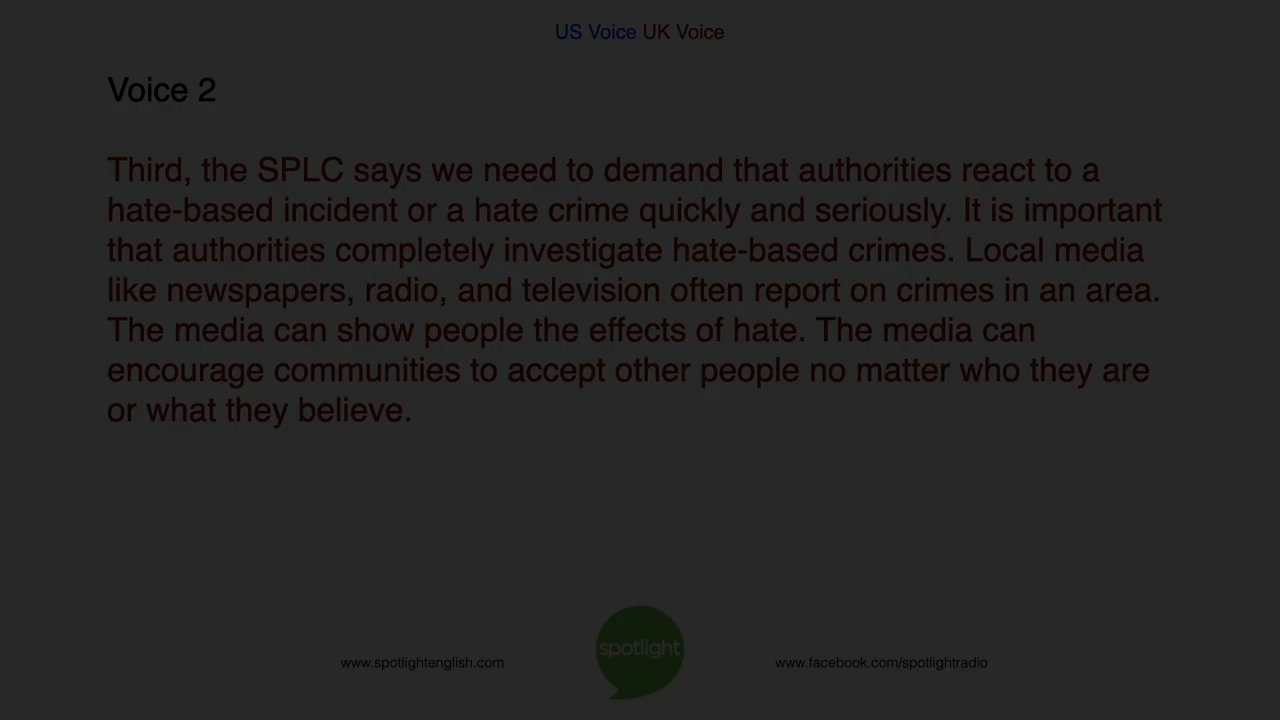 US Voice UK Voice
Voice 2
Third, the SPLC says we need to demand that authorities react to a
hate-based incident or a hate crime quickly and seriously. It is important
that authorities completely investigate hate-based crimes. Local media
like newspapers, radio, and television often report on crimes in an area.
The media can show people the effects of hate. The media can
encourage communities to accept other people no matter who they are
or what they believe.
spotlight
www.spotlightenglish.com
www.facebook.com/spotlightradio